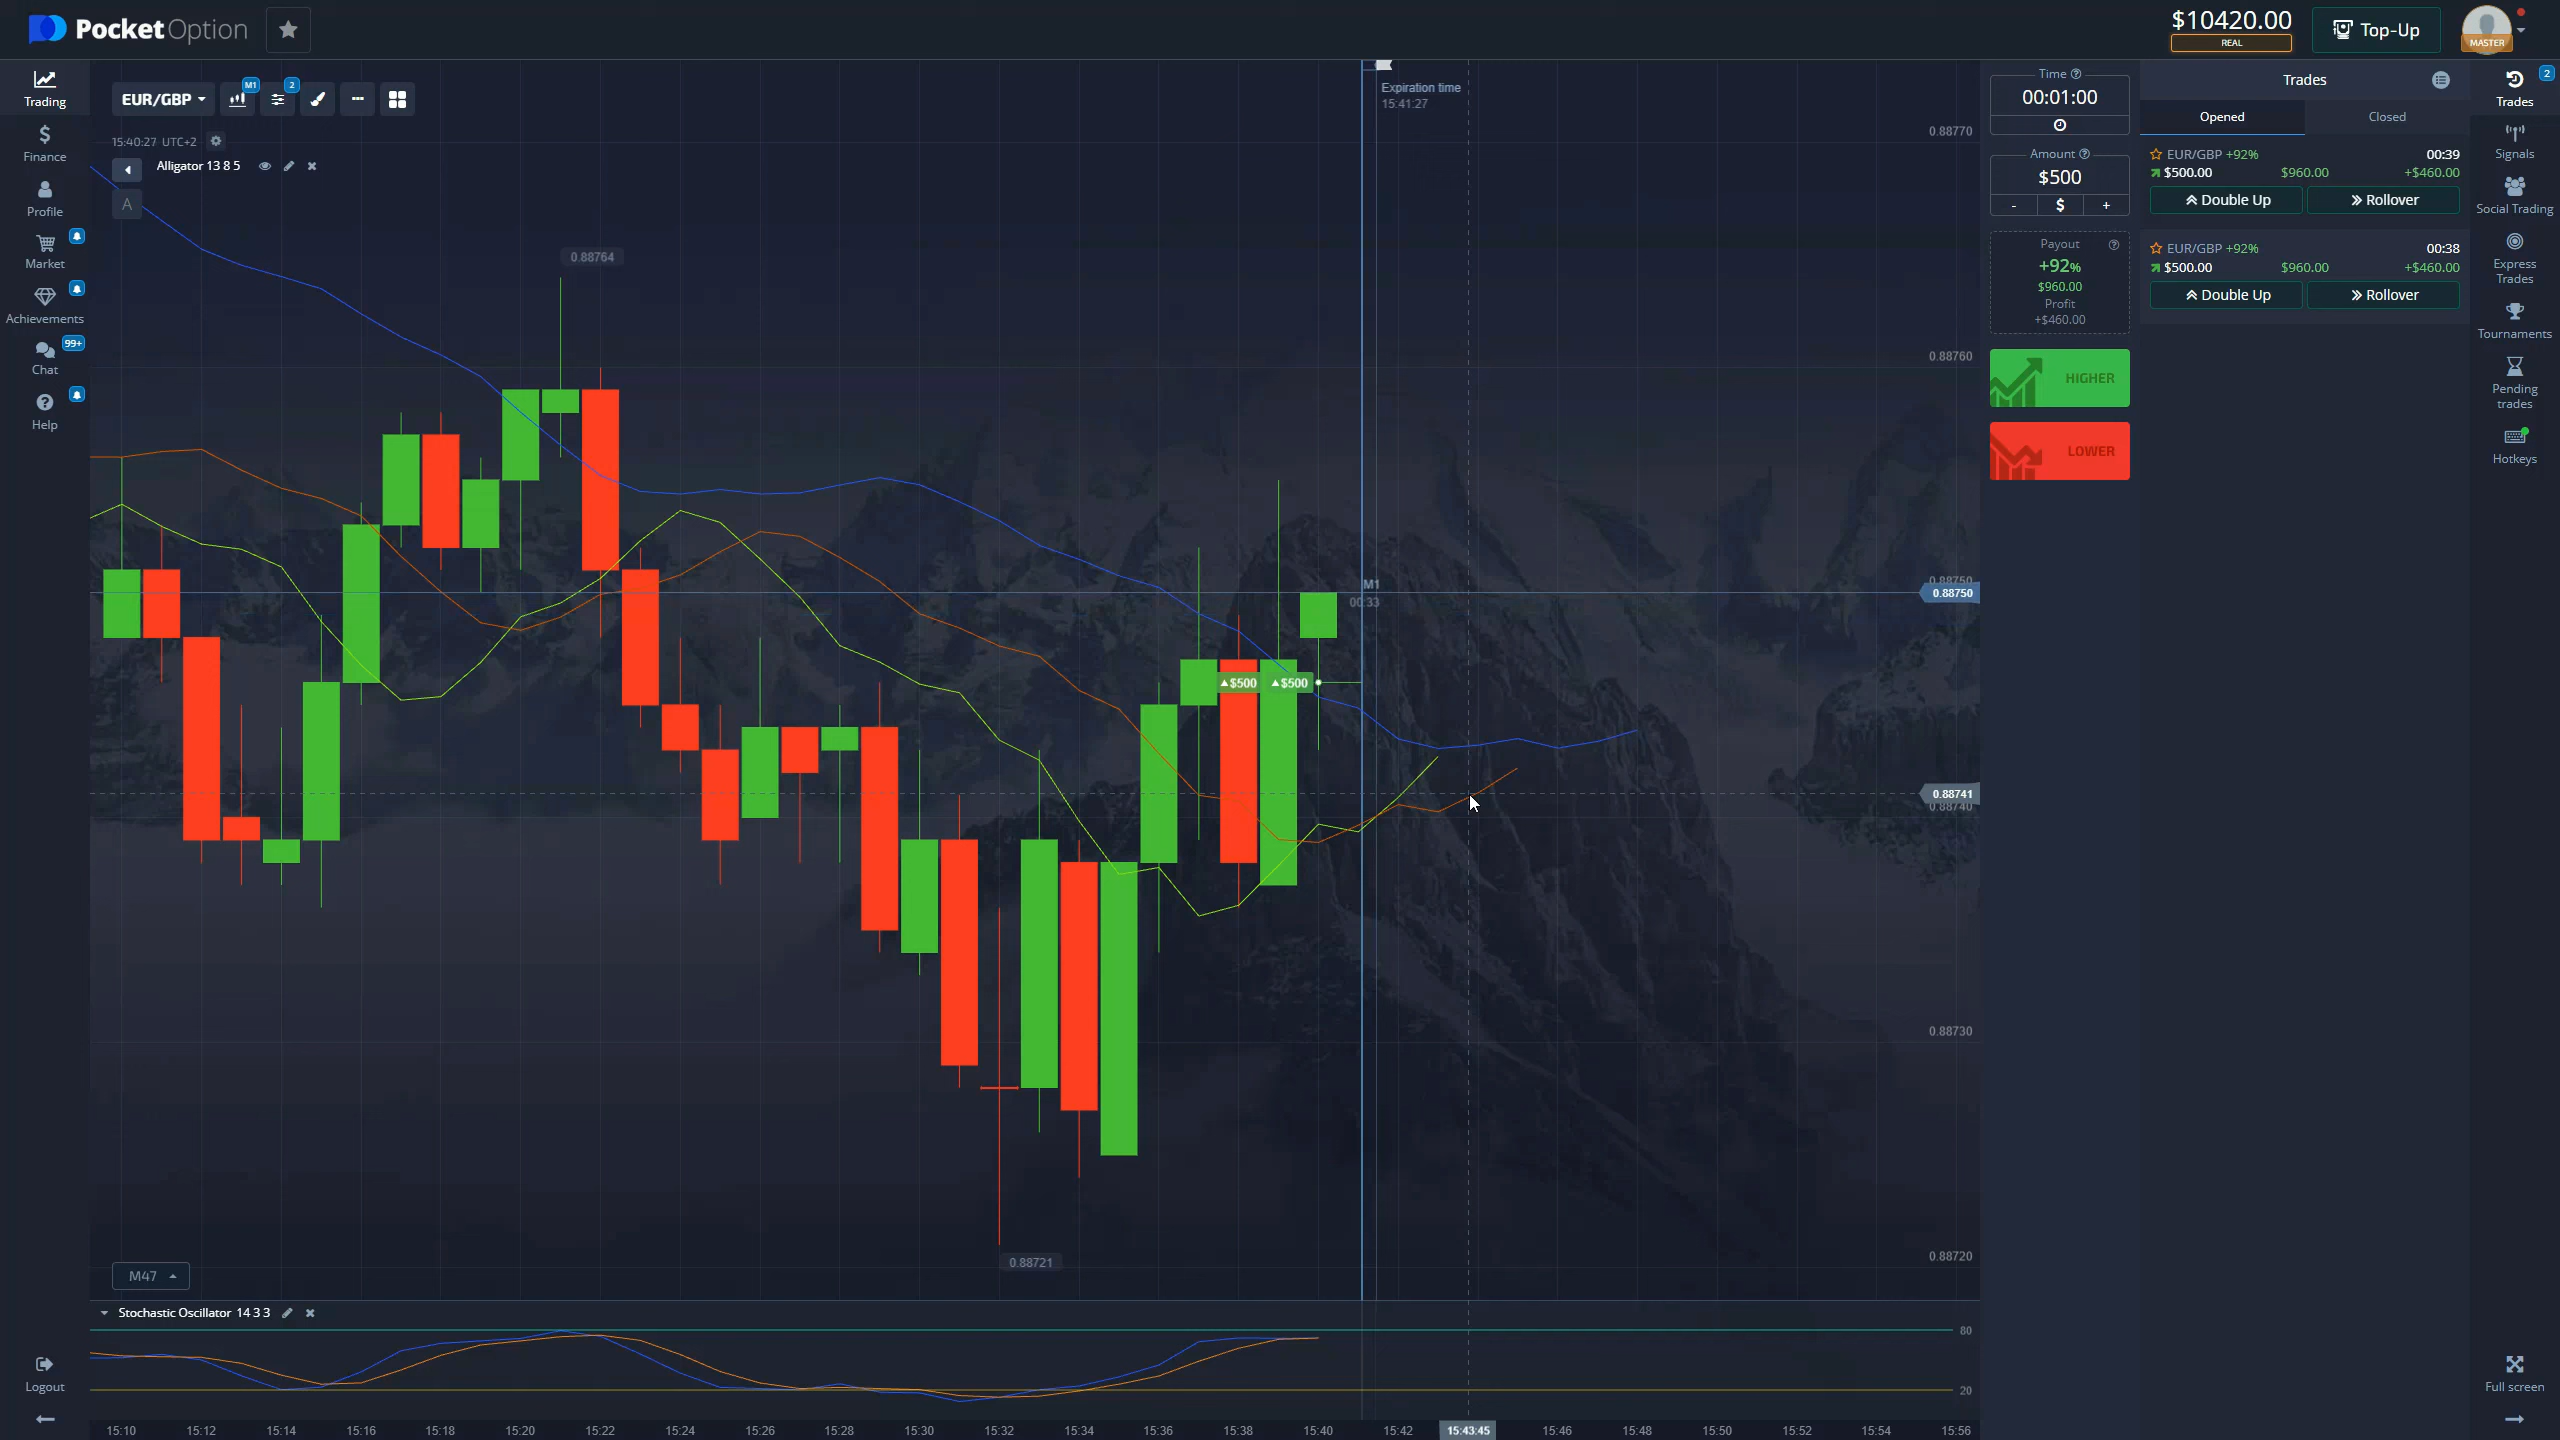 PocketOption
$10420.00
REAL
Top-Up
MASTER
Trading
Finance
Profile
Market
Achievements
99+
Chat
Help
Logout
EUR/GBP
M1
2
15:40:27 UTC+2
Alligator 13 8 5
A
Expiration time
15:41:27
0.88764
0.88721
$500
$500
M1
00:33
0.88770
0.88760
0.88750
0.88750
0.88741
0.88740
0.88730
0.88720
M47
Stochastic Oscillator 14 3 3
80
20
15:10
15:12
15:14
15:16
15:18
15:20
15:22
15:24
15:26
15:28
15:30
15:32
15:34
15:36
15:38
15:40
15:42
15:43:45
15:46
15:48
15:50
15:52
15:54
15:56
Time
00:01:00
Amount
$500
- $ +
Payout
+92%
$960.00
Profit
+$460.00
HIGHER
LOWER
Trades
Opened
Closed
EUR/GBP +92% 00:39
$500.00 $960.00 +$460.00
Double Up
Rollover
EUR/GBP +92% 00:38
$500.00 $960.00 +$460.00
Double Up
Rollover
2
Trades
Signals
Social Trading
Express
Trades
Tournaments
Pending
trades
Hotkeys
Full screen